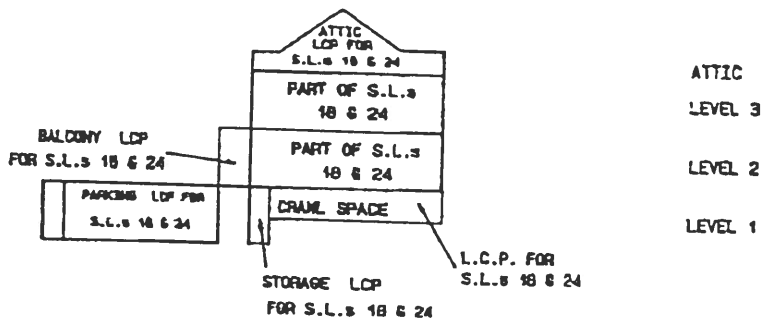 ATTIC
LCP FOR
S.L.s 18 & 24
ATTIC
PART OF S.L.s
18 & 24
LEVEL 3
BALCONY LCP
FOR S.L.s 18 & 24
PART OF S.L.s
18 & 24
LEVEL 2
PARKING LCP FOR
S.L.s 18 & 24
CRAWL SPACE
LEVEL 1
L.C.P. FOR
S.L.s 18 & 24
STORAGE LCP
FOR S.L.s 18 & 24